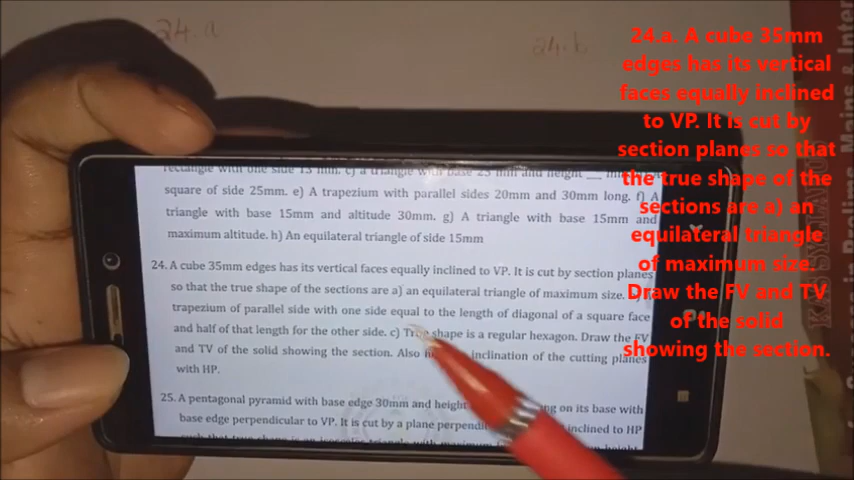 24.a
24.b
24.a. A cube 35mm
edges has its vertical
faces equally inclined
to VP. It is cut by
section planes so that
the true shape of the
sections are a) an
equilateral triangle
of maximum size.
Draw the FV and TV
of the solid
showing the section.
rectangle with one side 15 mm. c) a triangle with base 25 mm and height ___
square of side 25mm. e) A trapezium with parallel sides 20mm and 30mm long. f) A
triangle with base 15mm and altitude 30mm. g) A triangle with base 15mm and
maximum altitude. h) An equilateral triangle of side 15mm
24. A cube 35mm edges has its vertical faces equally inclined to VP. It is cut by section planes
so that the true shape of the sections are a) an equilateral triangle of maximum size.
trapezium of parallel side with one side equal to the length of diagonal of a square face
and half of that length for the other side. c) True shape is a regular hexagon. Draw the FV
and TV of the solid showing the section. Also inclination of the cutting planes
with HP.
25. A pentagonal pyramid with base edge 30mm and height on its base with
base edge perpendicular to VP. It is cut by a plane inclined to HP
Prelims, Mains & Inter